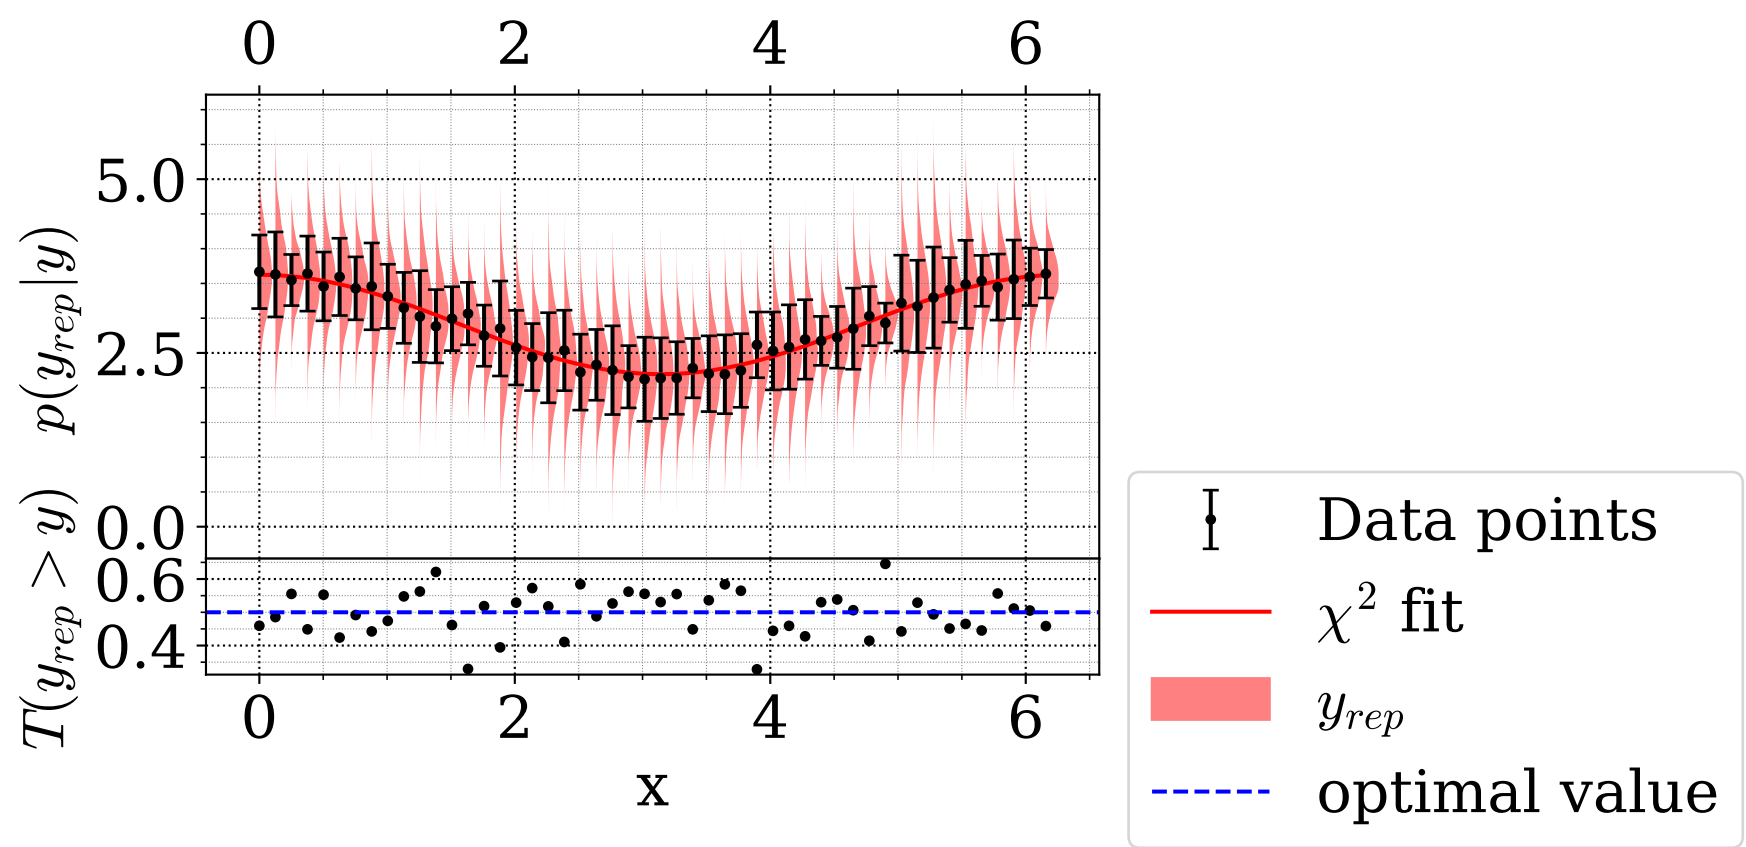 0 2 4 6
p(y_rep|y)
5.0
2.5
0.0
T(y_rep > y)
0.6
0.4
0 2 4 6
x
Data points
χ² fit
y_rep
optimal value